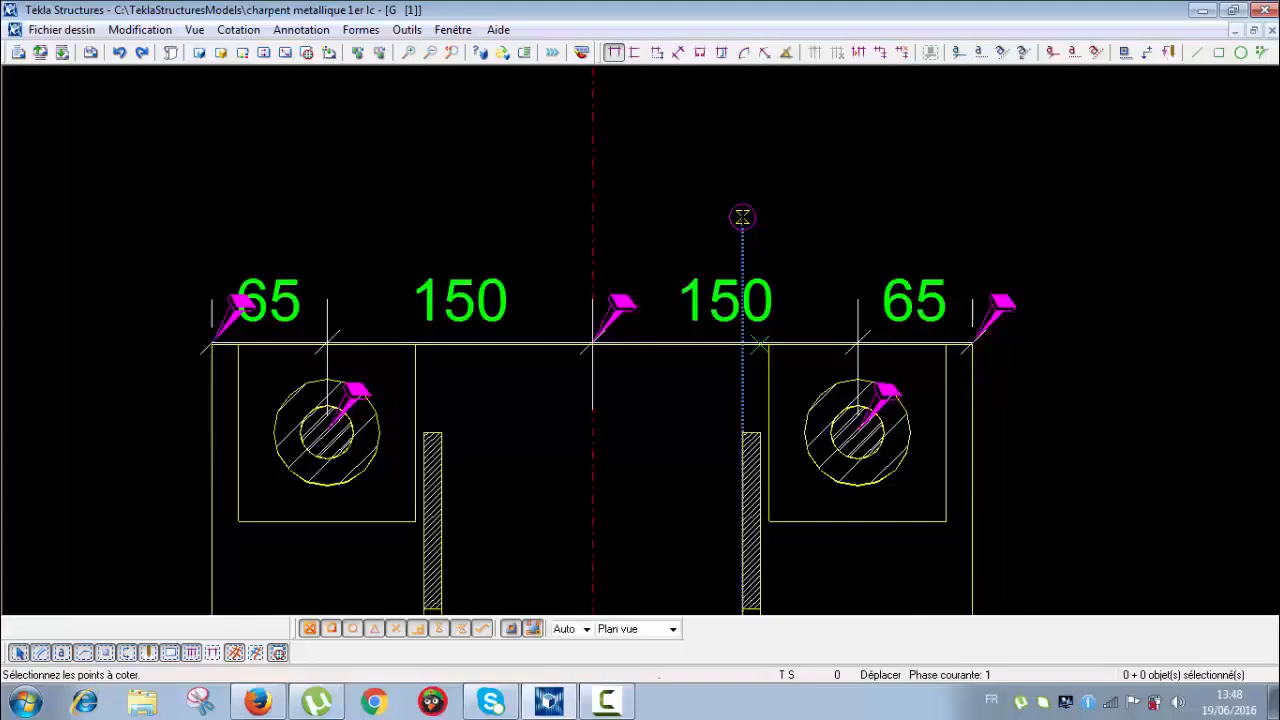 Tekla Structures - C:\TeklaStructuresModels\charpent metallique 1er lc - [G   [1]]
Fichier dessin Modification Vue Cotation Annotation Formes Outils Fenêtre Aide
65 150 150 65
Auto Plan vue
Sélectionnez les points à coter. T S 0 Déplacer Phase courante: 1 0 + 0 objet(s) sélectionné(s)
FR 13:48
19/06/2016